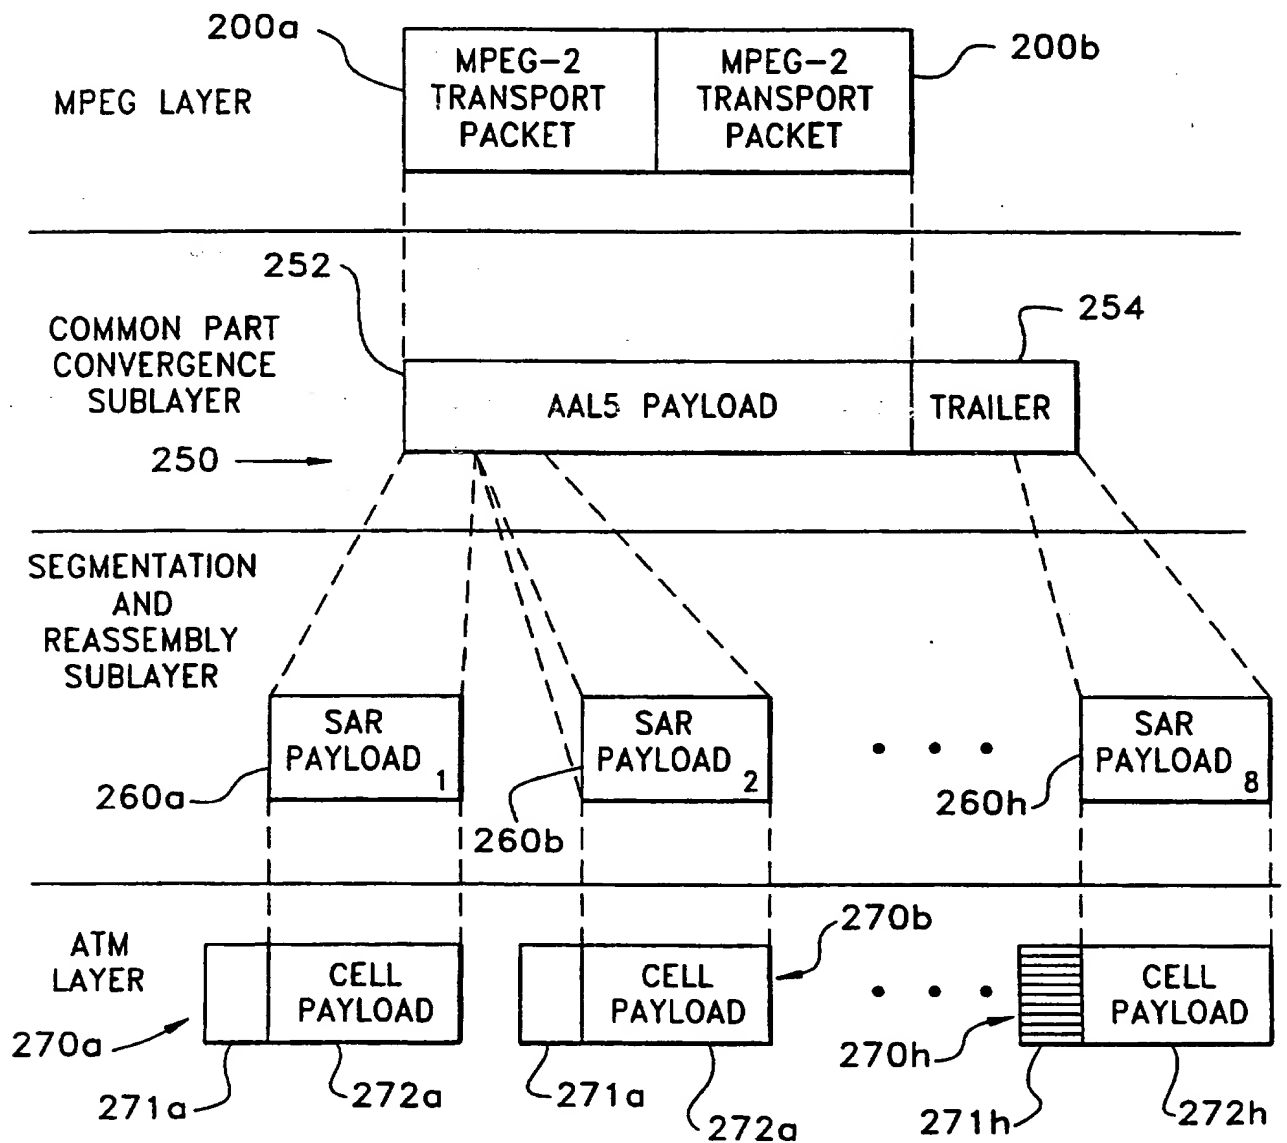 200a
200b
MPEG LAYER
MPEG-2
TRANSPORT
PACKET
MPEG-2
TRANSPORT
PACKET
252
254
COMMON PART
CONVERGENCE
SUBLAYER
AAL5 PAYLOAD
TRAILER
250
SEGMENTATION
AND
REASSEMBLY
SUBLAYER
SAR
PAYLOAD
1
SAR
PAYLOAD
2
SAR
PAYLOAD
8
260a
260b
260h
ATM
LAYER
270b
CELL
PAYLOAD
CELL
PAYLOAD
CELL
PAYLOAD
270a
270h
271a
272a
271a
272a
271h
272h